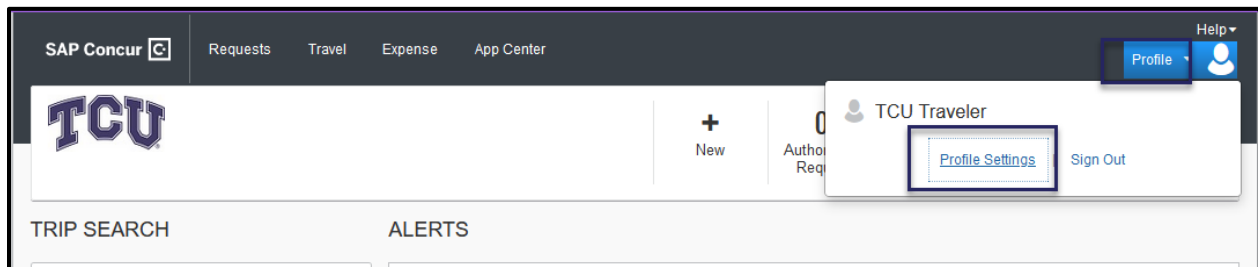 Help
SAP Concur Requests Travel Expense App Center
Profile
TCU
TCU Traveler
New
Profile Settings | Sign Out
TRIP SEARCH ALERTS